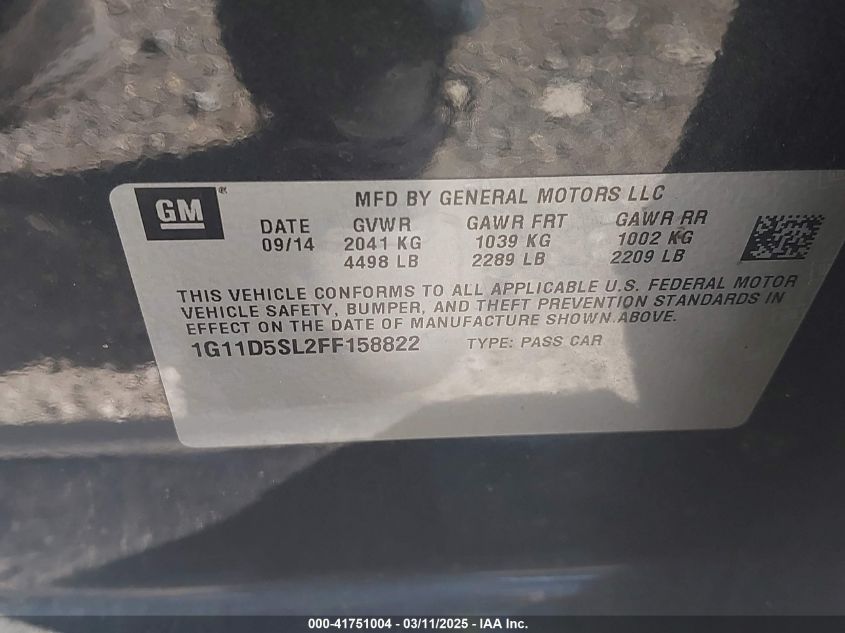 GM®
MFD BY GENERAL MOTORS LLC
DATE GVWR GAWR FRT GAWR RR
09/14 2041 KG 1039 KG 1002 KG
4498 LB 2289 LB 2209 LB
THIS VEHICLE CONFORMS TO ALL APPLICABLE U.S. FEDERAL MOTOR
VEHICLE SAFETY, BUMPER, AND THEFT PREVENTION STANDARDS IN
EFFECT ON THE DATE OF MANUFACTURE SHOWN ABOVE.
1G11D5SL2FF158822 TYPE: PASS CAR
000-41751004 - 03/11/2025 - IAA Inc.